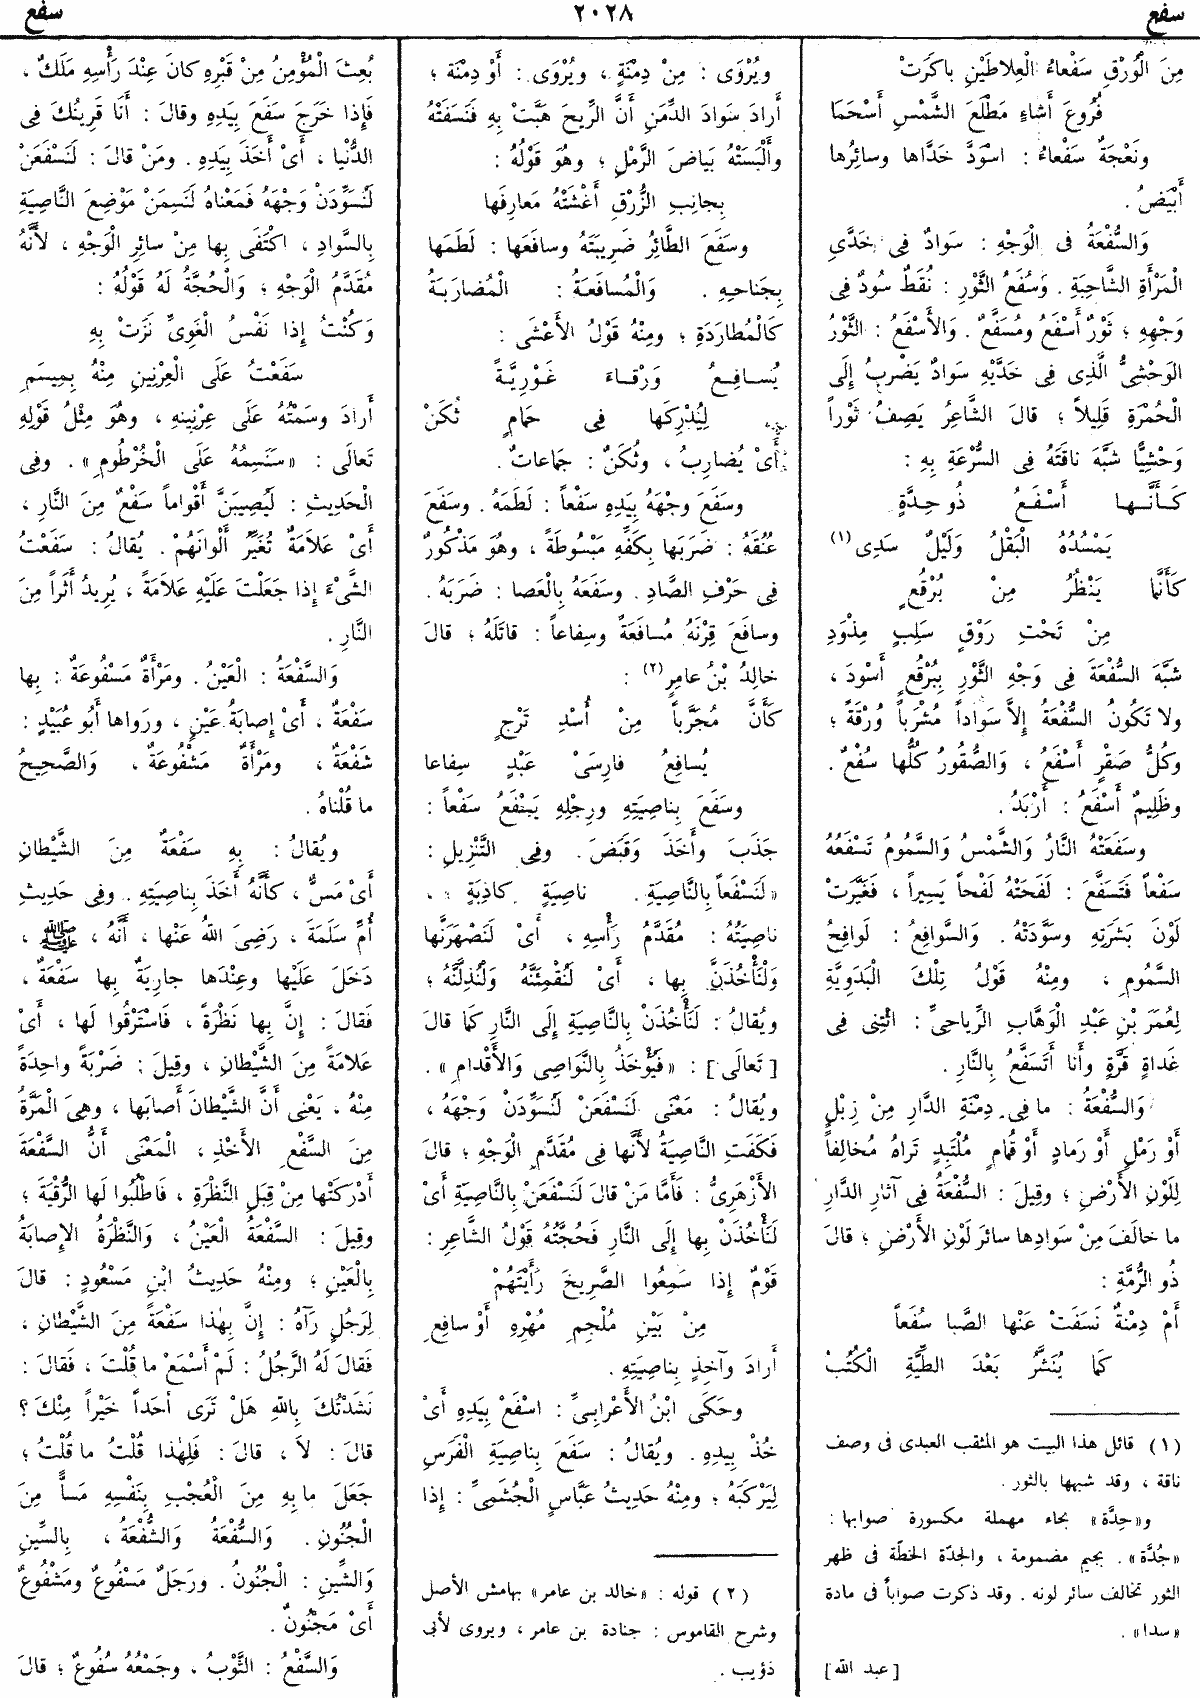 سفع
٢٠٢٨
سفع
مِنَ الْوُرْقِ سَفْعاءُ الْعِلاطَيْنِ باكَرَتْ
فُرُوعَ أَشاءٍ مَطْلَعَ الشَّمْسِ أَسْحَمَا
ونَعْجَةٌ سَفْعاءُ : اسْوَدَّ خَدَّاها وسائِرُها
أَبْيَضُ .
وَالسُّفْعَةُ فى الْوَجْهِ : سَوادٌ فِى خَدَّىِ
الْمَرْأَةِ الشَّاحِبَةِ . وَسُفَعُ الثَّوْرِ : نُقَطٌ سُودٌ فِى
وَجْهِهِ ؛ ثَوْرٌ أَسْفَعُ ومُسَفَّعٌ . وَالأَسْفَعُ : الثَّوْرُ
الوَحْشِىُّ الَّذِى فِى خَدَّيْهِ سَوادٌ يَضْرِبُ إِلَى
الْحُمْرَةِ قَلِيلاً ؛ قالَ الشَّاعِرُ يَصِفُ ثَوْراً
وَحْشِيًّا شَبَّهَ ناقَتَهُ فِى السُّرْعَةِ بِهِ :
كَأَنَّها أَسْفَعُ ذُو حِدَّةٍ
يَمْسُدُهُ الْبَقْلُ وَلَيْلٌ سَدِى (١)
كَأَنَّما يَنْظُرُ مِنْ بُرْقُعٍ
مِنْ تَحْتِ رَوْقٍ سَلِبٍ مِذْوَدِ
شَبَّهَ السُّفْعَةَ فِى وَجْهِ الثَّوْرِ بِبُرْقُعٍ أَسْوَدَ ،
ولا تَكُونُ السُّفْعَةُ إِلاَّ سَواداً مُشْرَباً وُرْقَةً ؛
وكُلُّ صَقْرٍ أَسْفَعُ ، وَالصُّقُورُ كُلُّها سُفْعٌ .
وظَلِيمٌ أَسْفَعُ : أَرْبَدُ .
وسَفَعَتْهُ النَّارُ وَالشَّمْسُ وَالسَّمُومُ تَسْفَعُهُ
سَفْعاً فَتَسَفَّعَ : لَفَحَتْهُ لَفْحاً يَسِيراً ، فَغَيَّرَتْ
لَوْنَ بَشَرَتِهِ وسَوَّدَتْهُ . وَالسَّوافِعُ : لَوافِحُ
السَّمُومِ ، ومِنْهُ قَوْلُ تِلْكَ الْبَدَوِيَّةِ
لِعُمَرَ بْنِ عَبْدِ الْوَهَّابِ الرِّياحِىِّ : ائْتِنِى فِى
غَداةٍ قَرَّةٍ وأَنا أَتَسَفَّعُ بِالنَّارِ .
وَالسُّفْعَةُ : ما فِى دِمْنَةِ الدَّارِ مِنْ زِبْلٍ
أَوْ رَمْلٍ أَوْ رَمادٍ أَوْ قُمامٍ مُلْتَبِدٍ تَراهُ مُخالِفاً
لِلَوْنِ الأَرْضِ ؛ وقِيلَ : السُّفْعَةُ فِى آثارِ الدَّارِ
ما خالَفَ مِنْ سَوادِها سائرَ لَوْنِ الأَرْضِ ؛ قالَ
ذُو الرُّمَّةِ :
أَمْ دِمْنَةٌ نَسَفَتْ عَنْها الصَّبا سُفَعاً
كَما يُنَشَّرُ بَعْدَ الطِّيَّةِ الْكُتُبُ
(١) قائل هذا البيت هو المثقب العبدى فى وصف
ناقة ، وقد شبهها بالثور .
و«حِدَّة» بحاء مهملة مكسورة صوابها :
«جُدَّة» . بجيم مضمومة ، والجدّة الخطّة فى ظهر
الثور تخالف سائر لونه . وقد ذكرت صواباً فى مادة
«سدا» .
[عبد الله]
ويُرْوَى : مِنْ دِمْنَةٍ ، ويُرْوَى : أَوْ دِمْنَة ؛
أَرادَ سَوادَ الدِّمَنِ أَنَّ الرِّيحَ هَبَّتْ بِهِ فَنَسَفَتْهُ
وأَلْبَسَتْهُ بَياضَ الرَّمْلِ ؛ وهُوَ قَوْلُهُ :
بِجانِبِ الزُّرْقِ أَغْشَتْهُ مَعارِفَها
وسَفَعَ الطَّائِرُ ضَرِيبَتَهُ وسافَعَها : لَطَمَها
بِجَناحِهِ . وَالْمُسافَعَةُ : الْمُضارَبَةُ
كَالْمُطارَدَةِ ؛ ومِنْهُ قَوْلُ الأَعْشَى :
يُسافِعُ وَرْقاءَ غَوْرِيَّةً
لِيُدْرِكَها فِى حَمامٍ ثُكَنْ
أَىْ يُضارِبُ ، وثُكَنٌ : جَماعاتٌ .
وسَفَعَ وجْهَهُ بِيَدِهِ سَفْعاً : لَطَمَهُ . وسَفَعَ
عُنُقَهُ : ضَرَبَها بِكَفِّهِ مَبْسُوطَةً ، وهُوَ مَذْكُورٌ
فِى حَرْفِ الصَّادِ . وسَفَعَهُ بِالْعَصا : ضَرَبَهُ .
وسافَعَ قِرْنَهُ مُسافَعَةً وسِفاعاً : قاتَلَهُ ؛ قالَ
خالِدُ بْنُ عامِرٍ (٢) :
كَأَنَّ مُجَرَّباً مِنْ أُسْدِ تَرْجٍ
يُسافِعُ فارِسَىْ عَبْدٍ سِفاعا
وسَفَعَ بِناصِيَتِهِ ورِجْلِهِ يَسْفَعُ سَفْعاً :
جَذَبَ وأَخَذَ وَقَبَضَ . وفِى التَّنْزِيلِ :
«لَنَسْفَعاً بِالنَّاصِيَةِ . ناصِيَةٍ كاذِبَةٍ» ،
ناصِيَتُهُ : مُقَدَّمُ رَأْسِهِ ، أَىْ لَنَصْهَرَنَّها
وَلَنَأْخُذَنَّ بِها ، أَىْ لَنُقْمِئَنَّهُ وَلَنُذِلَّنَّهُ ؛
ويُقالُ : لَنَأْخُذَنْ بِالنَّاصِيَةِ إِلَى النَّارِ كَما قالَ
[تَعالَى] : «فَيُؤْخَذُ بِالنَّواصِى وَالأَقْدامِ» .
ويُقالُ : مَعْنَى لَنَسْفَعَنْ لَنُسَوِّدَنْ وَجْهَهُ ،
فَكَفَتِ النَّاصِيَةُ لأَنَّها فِى مُقَدَّمِ الْوَجْهِ ؛ قالَ
الأَزْهَرِىُّ : فَأَمَّا مَنْ قالَ لَنَسْفَعَنْ بِالنَّاصِيَةِ أَىْ
لَنَأْخُذَنْ بِها إِلَى النَّارِ فَحُجَّتُهُ قَوْلُ الشَّاعِرِ :
قَوْمٌ إِذا سَمِعُوا الصَّرِيخَ رَأَيْتَهُمْ
مِنْ بَيْنِ مُلْجِمِ مُهْرِهِ أَوْ سافِعِ
أَرادَ وآخِذٍ بِناصِيَتِهِ .
وحَكَى ابْنُ الأَعْرابِىِّ : اسْفَعْ بِيَدِهِ أَىْ
خُذْ بِيدِهِ . ويُقالُ : سَفَعَ بِناصِيَةِ الْفَرَسِ
لِيَرْكَبَهُ ؛ ومِنْهُ حَدِيثُ عَبَّاسٍ الْجُشَمِىِّ : إِذا
(٢) قوله : «خالد بن عامر» بهامش الأصل
وشرح القاموس : جنادة بن عامر ، ويروى لأبى
ذؤيب .
بُعِثَ الْمُؤْمِنُ مِنْ قَبْرِهِ كانَ عِنْدَ رَأْسِهِ مَلَكٌ ،
فَإِذا خَرَجَ سَفَعَ بِيَدِهِ وقالَ : أَنا قَرِينُكَ فِى
الدُّنْيا ، أَىْ أَخَذَ بِيَدِهِ . ومَنْ قالَ : لَنَسْفَعَنْ
لَنُسَوِّدَنْ وَجْهَهُ فَمَعْناهُ لَنَسِمَنْ مَوْضِعَ النَّاصِيَةِ
بِالسَّوادِ ، اكْتَفَى بِها مِنْ سائِرِ الْوَجْهِ ، لأَنَّهُ
مُقَدَّمُ الْوَجْهِ ؛ وَالْحُجَّةُ لَهُ قَوْلُهُ :
وَكُنْتُ إِذا نَفْسُ الْغَوِىِّ نَزَتْ بِهِ
سَفَعْتُ عَلَى الْعِرْنِينِ مِنْهُ بِمِيسَمِ
أَرادَ وسَمْتُهُ عَلَى عِرْنِينِهِ ، وهُوَ مِثْلُ قَوْلِهِ
تَعالَى : «سَنَسِمُهُ عَلَى الْخُرْطُومِ» . وفِى
الْحَدِيثِ : لَيُصِيبَنَّ أَقْواماً سَفْعٌ مِنَ النَّارِ ،
أَىْ عَلامَةٌ تُغَيِّرُ أَلْوانَهُمْ . يُقالُ : سَفَعْتُ
الشَّىْءَ إِذا جَعَلْتَ عَلَيْهِ عَلامَةً ، يُرِيدُ أَثَراً مِنَ
النَّارِ .
وَالسَّفْعَةُ : الْعَيْنُ . ومَرْأَةٌ مَسْفُوعَةٌ : بِها
سَفْعَةٌ ، أَىْ إِصابَةُ عَيْنٍ ، ورَواها أَبُو عُبَيْدٍ :
شَفْعَةٌ ، ومَرْأَةٌ مَشْفُوعَةٌ ، وَالصَّحِيحُ
ما قُلْناهُ .
ويُقالُ : بِهِ سَفْعَةٌ مِنَ الشَّيْطانِ
أَىْ مَسٌّ ، كأَنَّهُ أَخَذَ بِناصِيَتِهِ . وفِى حَدِيثِ
أُمِّ سَلَمَةَ ، رَضِىَ اللهُ عَنْها ، أَنَّهُ ، ﷺ ،
دَخَلَ عَلَيْها وعِنْدَها جارِيَةٌ بِها سَفْعَةٌ ،
فَقالَ : إِنَّ بِها نَظْرَةً ، فَاسْتَرْقُوا لَها ، أَىْ
عَلامَةً مِنَ الشَّيْطانِ ، وقِيلَ : ضَرْبَةً واحِدَةً
مِنْهُ ، يَعْنِى أَنَّ الشَّيْطانَ أَصابَها ، وهِىَ الْمَرَّةُ
مِنَ السَّفْعِ الأَخْذِ ، الْمَعْنَى أَنَّ السَّفْعَةَ
أَدْرَكَتْها مِنْ قِبَلِ النَّظْرَةِ ، فَاطْلُبُوا لَها الرُّقْيَةَ ؛
وقِيلَ : السَّفْعَةُ الْعَيْنُ ، وَالنَّظْرَةُ الإِصابَةُ
بِالْعَيْنِ ؛ ومِنْهُ حَدِيثُ ابْنِ مَسْعُودٍ : قالَ
لِرَجُلٍ رَآهُ : إِنَّ بِهٰذا سَفْعَةً مِنَ الشَّيْطانِ ،
فَقالَ لَهُ الرَّجُلُ : لَمْ أَسْمَعْ ما قُلْتَ ، فَقالَ :
نَشَدْتُكَ بِاللهِ هَلْ تَرَى أَحَداً خَيْراً مِنْكَ ؟
قالَ : لا ، قالَ : فَلِهٰذا قُلْتُ ما قُلْتُ ؛
جَعَلَ ما بِهِ مِنَ الْعُجْبِ بِنَفْسِهِ مَسًّا مِنَ
الْجُنُونِ . وَالسُّفْعَةُ وَالشُّفْعَةُ ، بِالسِّينِ
وَالشِّينِ : الْجُنُونُ . ورَجَلٌ مَسْفُوعٌ ومَشْفُوعٌ
أَىْ مَجْنُونٌ .
وَالسَّفْعُ : الثَّوْبُ ، وجَمْعُهُ سُفُوعٌ ؛ قالَ